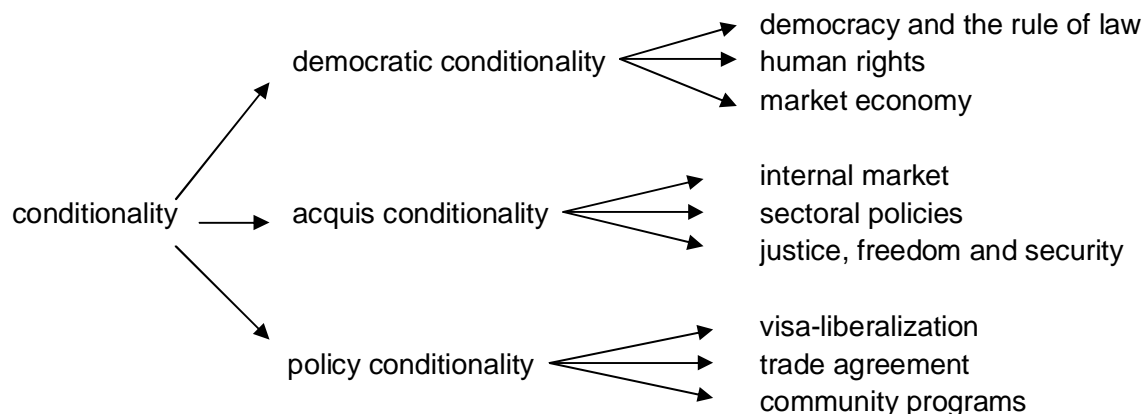 democracy and the rule of law
democratic conditionality
human rights
market economy
internal market
conditionality
acquis conditionality
sectoral policies
justice, freedom and security
visa-liberalization
policy conditionality
trade agreement
community programs